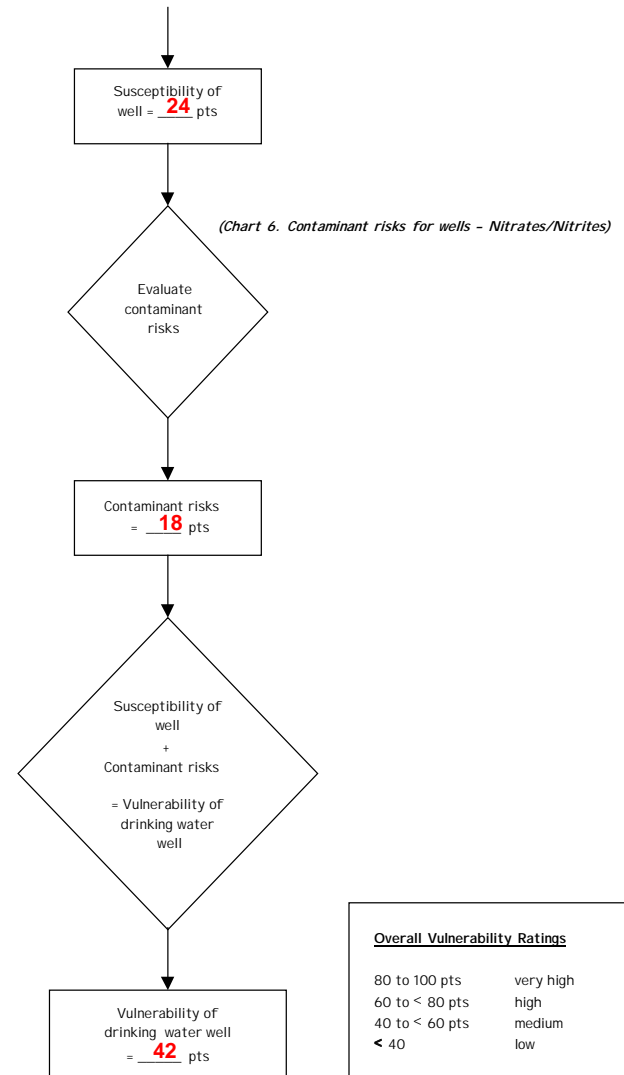 Susceptibility of
well = 24 pts
(Chart 6. Contaminant risks for wells – Nitrates/Nitrites)
Evaluate
contaminant
risks
Contaminant risks
= 18 pts
Susceptibility of
well
+
Contaminant risks
= Vulnerability of
drinking water
well
Vulnerability of
drinking water well
= 42 pts
Overall Vulnerability Ratings
80 to 100 pts very high
60 to < 80 pts high
40 to < 60 pts medium
< 40 low